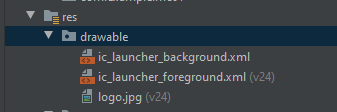 res
drawable
ic_launcher_background.xml
ic_launcher_foreground.xml (v24)
logo.jpg (v24)